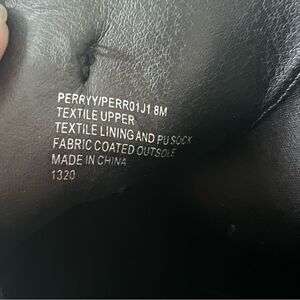 PERRYY/PERR01J1 8M
TEXTILE UPPER
TEXTILE LINING AND PU SOCK
FABRIC COATED OUTSOLE
MADE IN CHINA
1320